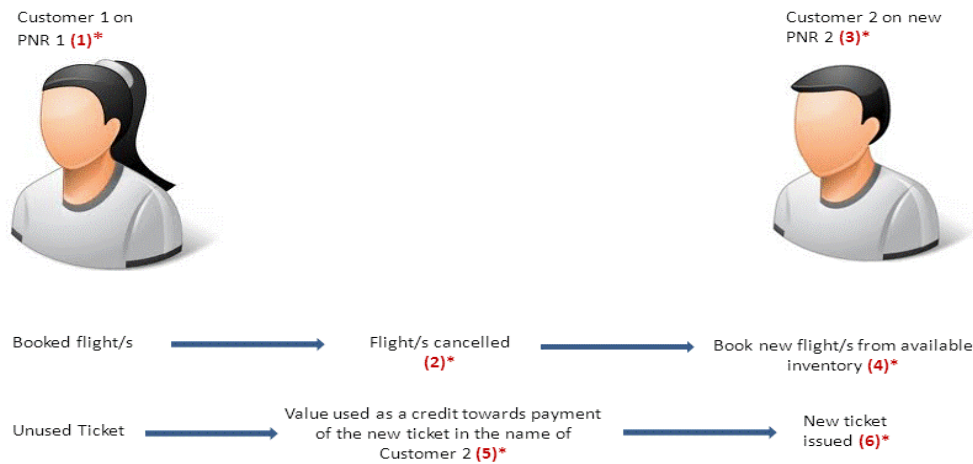 Customer 1 on
PNR 1 (1)*
Customer 2 on new
PNR 2 (3)*
Booked flight/s
Flight/s cancelled
(2)*
Book new flight/s from available
inventory (4)*
Unused Ticket
Value used as a credit towards payment
of the new ticket in the name of
Customer 2 (5)*
New ticket
issued (6)*